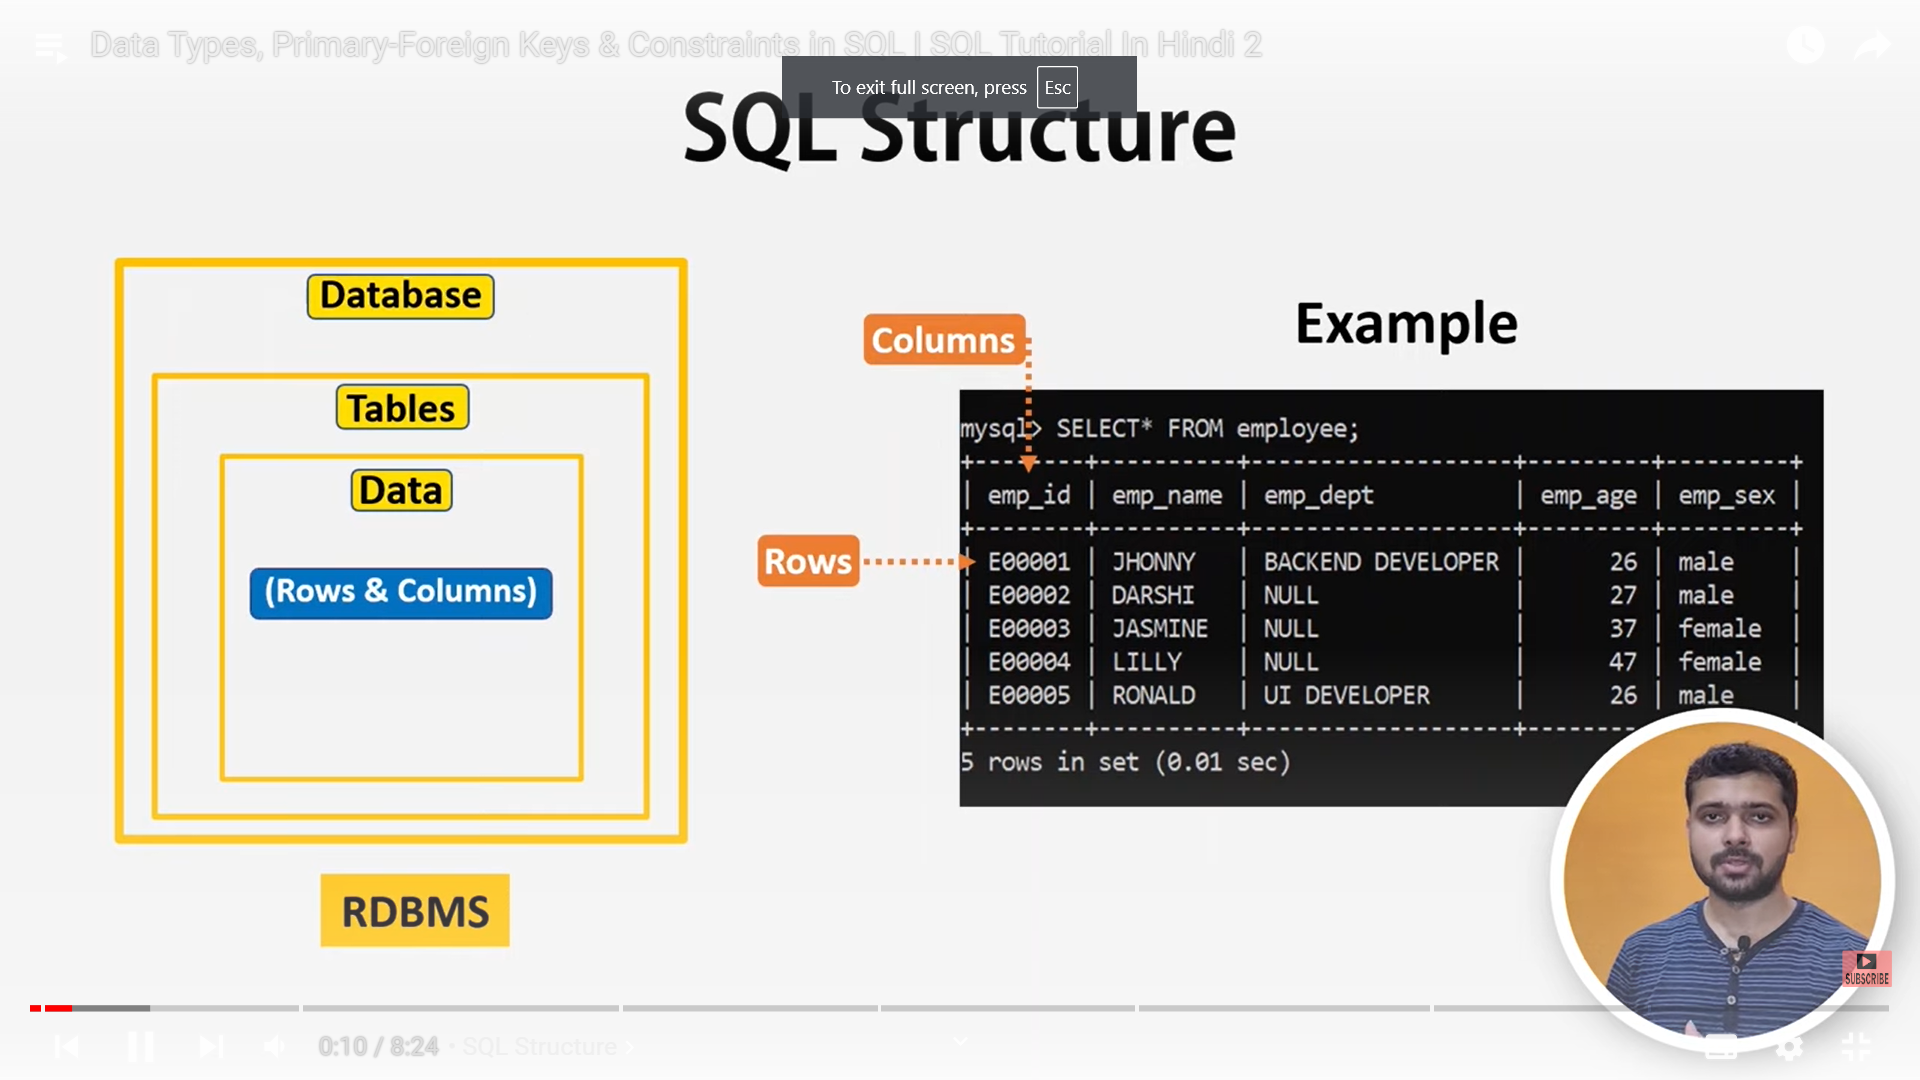 Data Types, Primary-Foreign Keys & Constraints in SQL | SQL Tutorial In Hindi 2
To exit full screen, press Esc
SQL Structure
Database
Tables
Data
(Rows & Columns)
RDBMS
Columns
Rows
Example
mysql> SELECT* FROM employee;
+--------+----------+-------------------+---------+---------+
| emp_id | emp_name | emp_dept | emp_age | emp_sex |
+--------+----------+-------------------+---------+---------+
| E00001 | JHONNY | BACKEND DEVELOPER | 26 | male |
| E00002 | DARSHI | NULL | 27 | male |
| E00003 | JASMINE | NULL | 37 | female |
| E00004 | LILLY | NULL | 47 | female |
| E00005 | RONALD | UI DEVELOPER | 26 | male |
+--------+----------+-------------------+---------+---------+
5 rows in set (0.01 sec)
SUBSCRIBE
0:10 / 8:24 • SQL Structure ›